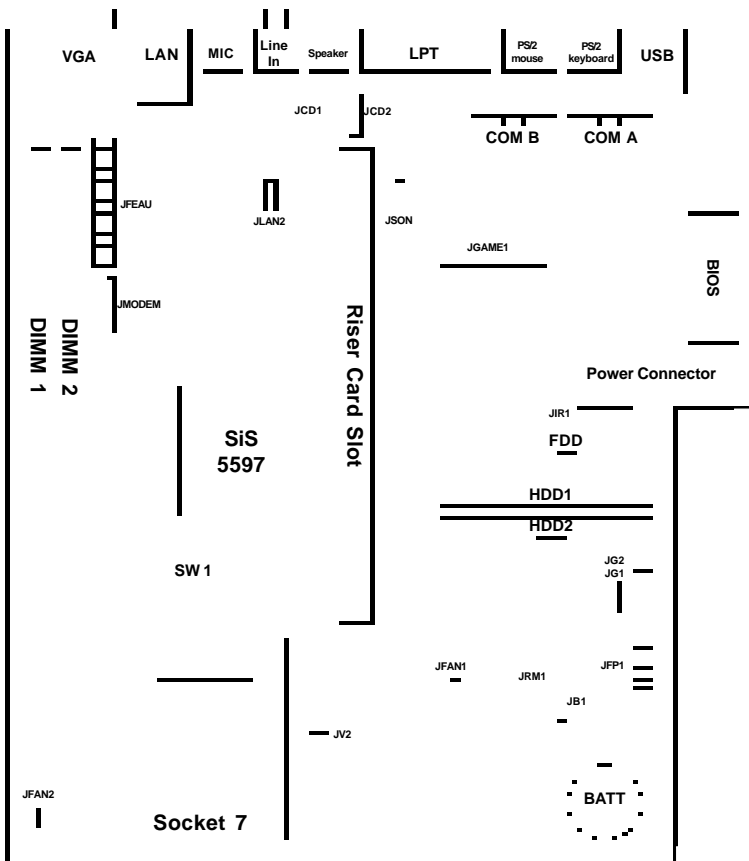 VGA
LAN
MIC
Line
In
Speaker
LPT
PS/2
mouse
PS/2
keyboard
USB
JCD1
JCD2
COM B
COM A
JFEAU
JLAN2
JSON
JGAME1
BIOS
JMODEM
DIMM 1
DIMM 2
Riser Card Slot
Power Connector
JIR1
FDD
SiS
5597
HDD1
HDD2
SW 1
JG2
JG1
JFAN1
JRM1
JFP1
JB1
JV2
JFAN2
BATT
Socket 7